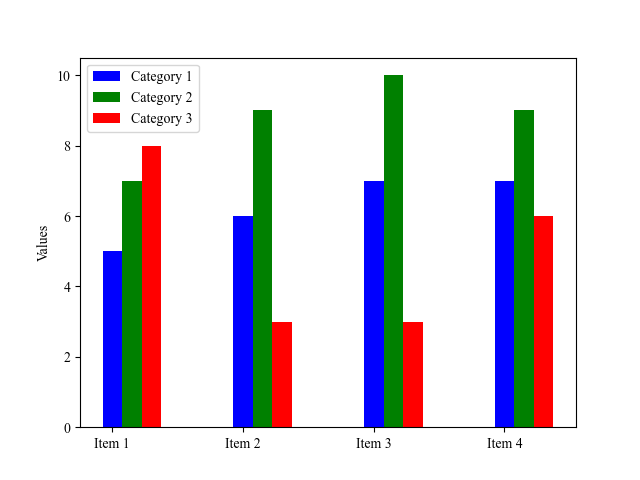 Category 1
Category 2
Category 3
Values
10
8
6
4
2
0
Item 1
Item 2
Item 3
Item 4